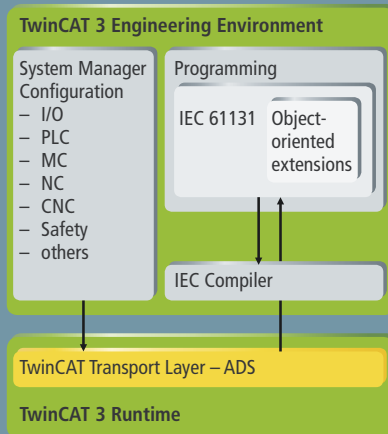 TwinCAT 3 Engineering Environment
System Manager
Configuration
– I/O
– PLC
– MC
– NC
– CNC
– Safety
– others
Programming
IEC 61131
Object-
oriented
extensions
IEC Compiler
TwinCAT Transport Layer – ADS
TwinCAT 3 Runtime